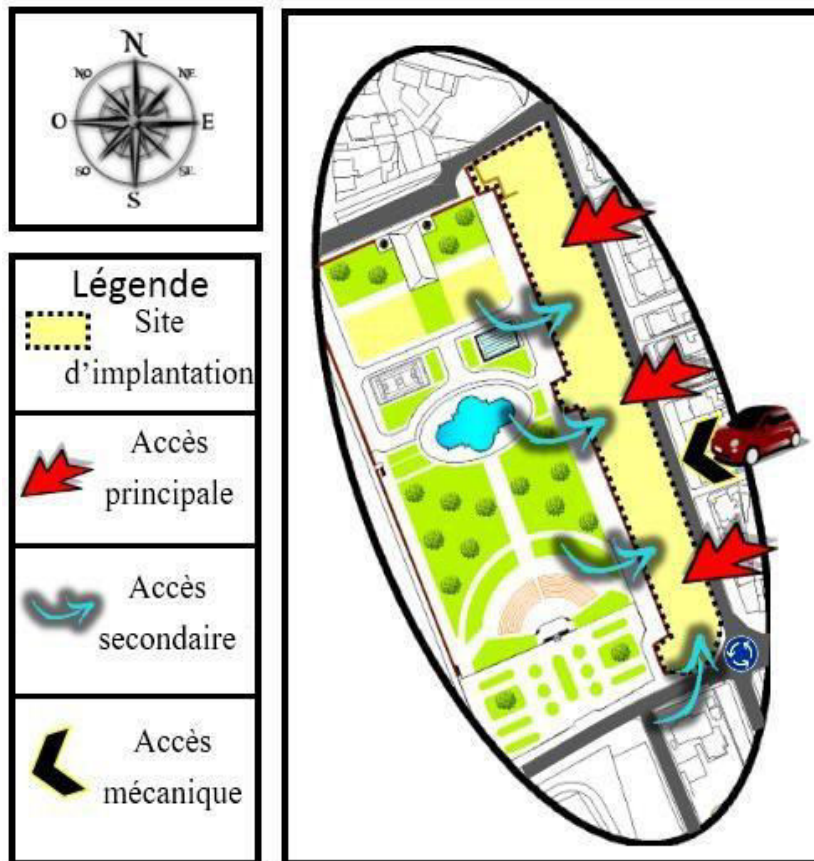 N
NO NE
O E
SO SE
S
Légende
Site
d'implantation
Accès
principale
Accès
secondaire
Accès
mécanique